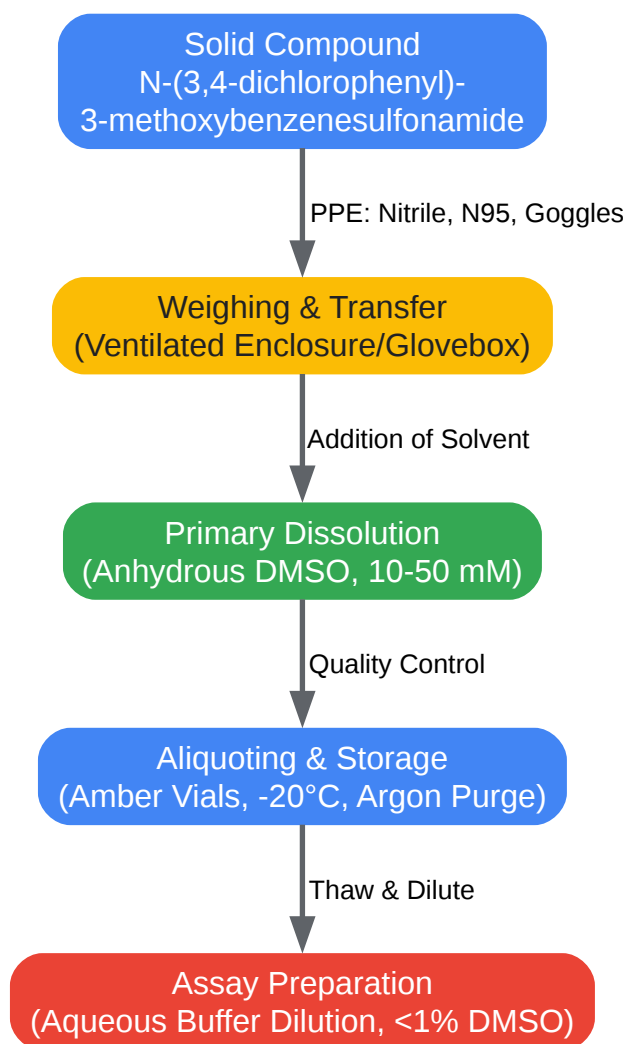 Solid Compound
N-(3,4-dichlorophenyl)-
3-methoxybenzenesulfonamide
PPE: Nitrile, N95, Goggles
Weighing & Transfer
(Ventilated Enclosure/Glovebox)
Addition of Solvent
Primary Dissolution
(Anhydrous DMSO, 10-50 mM)
Quality Control
Aliquoting & Storage
(Amber Vials, -20°C, Argon Purge)
Thaw & Dilute
Assay Preparation
(Aqueous Buffer Dilution, <1% DMSO)